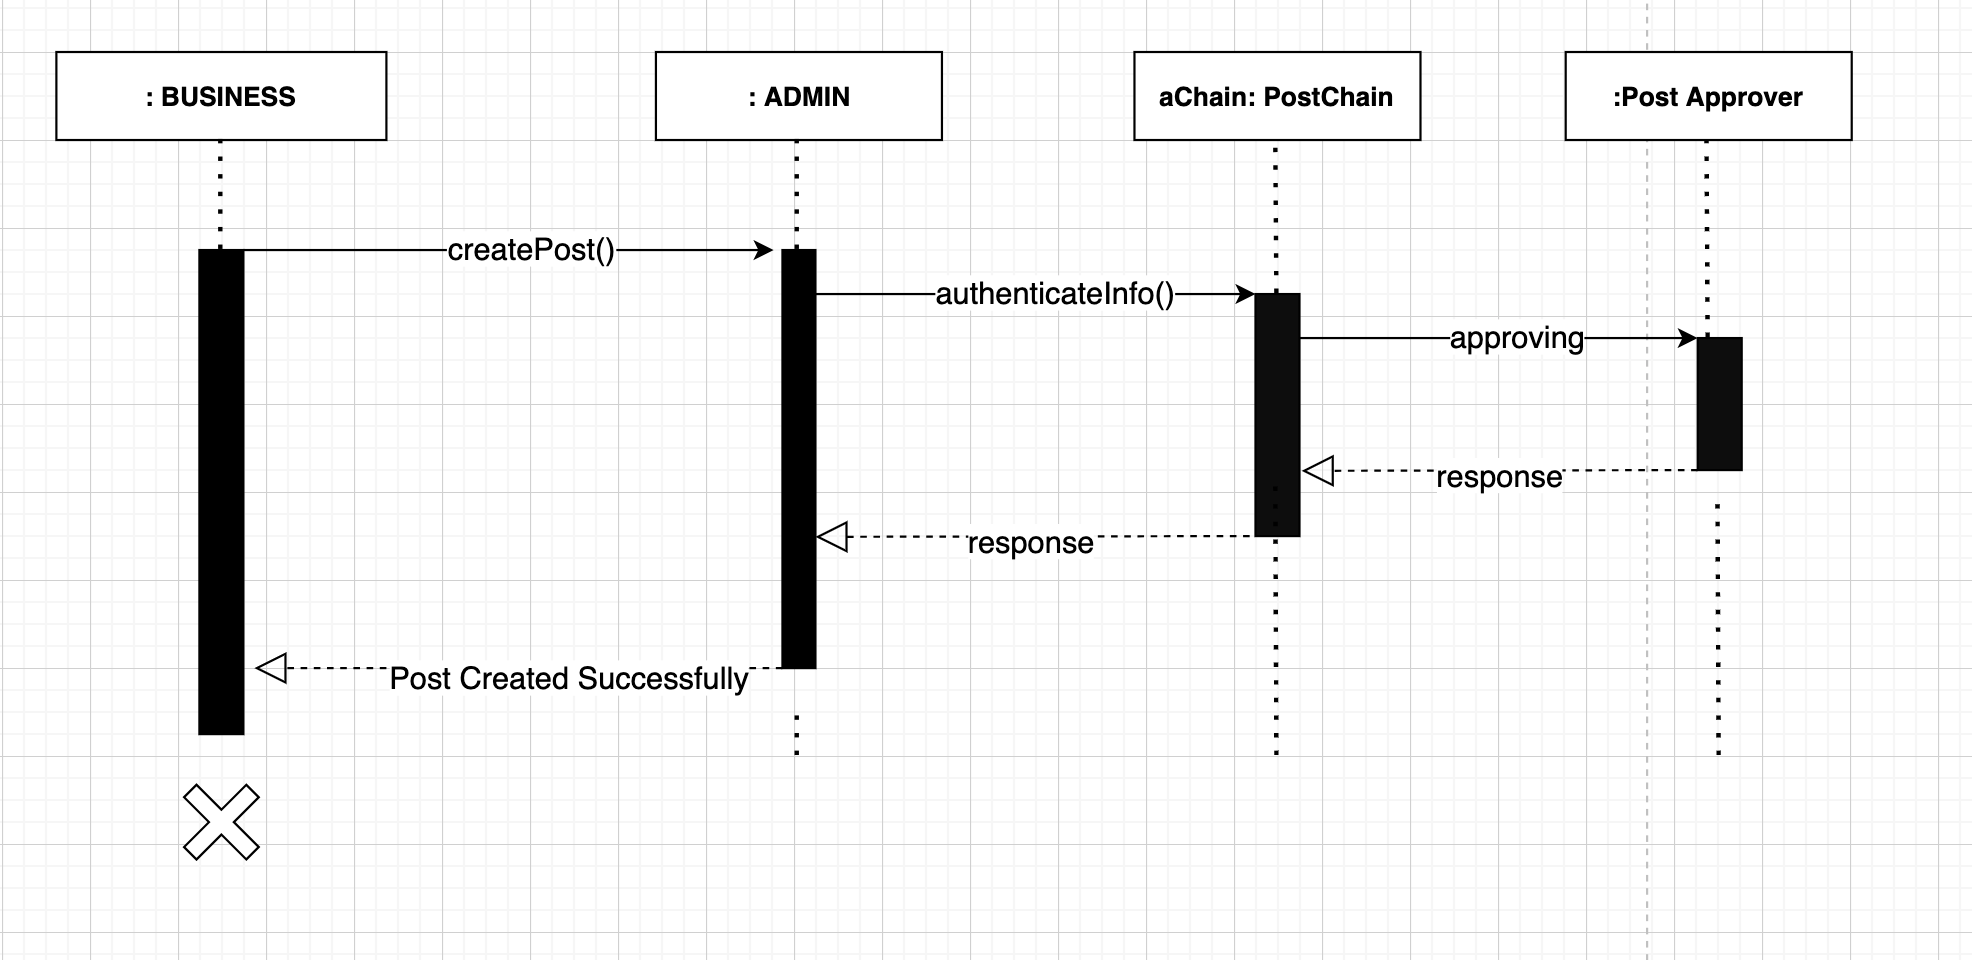 : BUSINESS
: ADMIN
aChain: PostChain
:Post Approver
createPost()
authenticateInfo()
approving
response
response
Post Created Successfully